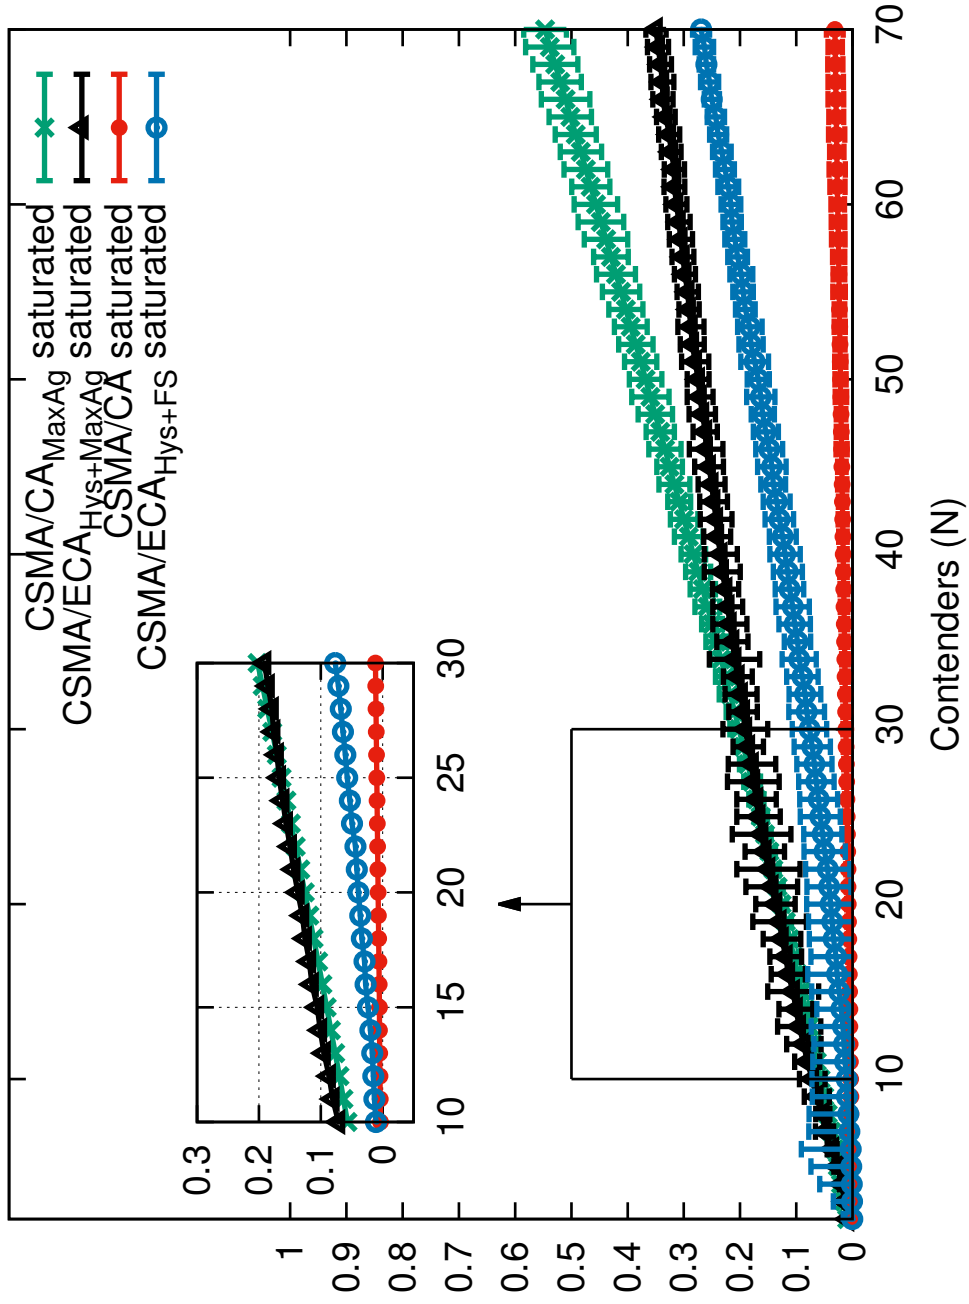 CSMA/CA_MaxAg saturated
CSMA/ECA_Hys+MaxAg saturated
CSMA/CA saturated
CSMA/ECA_Hys+FS saturated
0.3
0.2
0.1
0
10 15 20 25 30
1
0.9
0.8
0.7
0.6
0.5
0.4
0.3
0.2
0.1
0
10 20 30 40 50 60 70
Contenders (N)